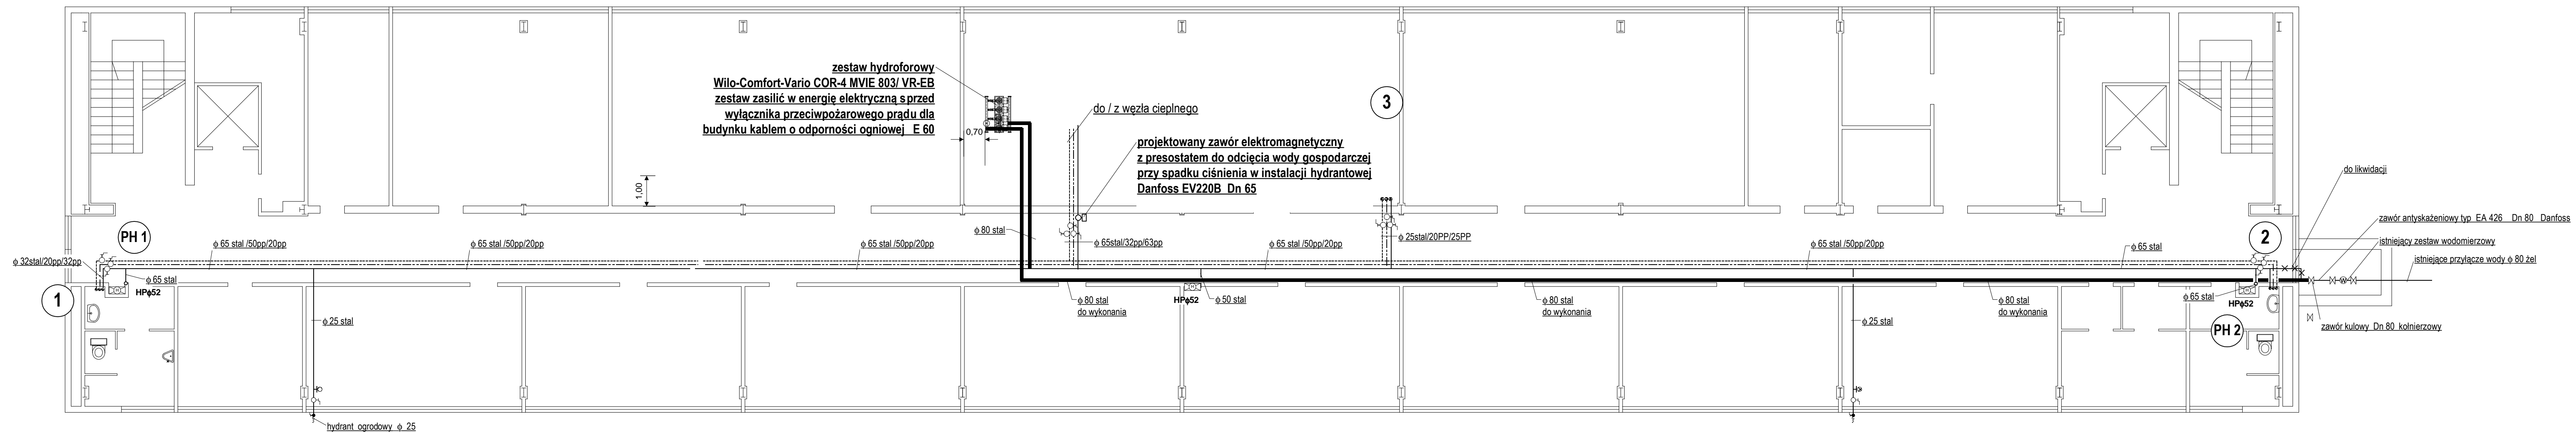 zestaw hydroforowy
Wilo-Comfort-Vario COR-4 MVIE 803/ VR-EB
zestaw zasilić w energię elektryczną sprzed
wyłącznika przeciwpożarowego prądu dla
budynku kablem o odporności ogniowej E 60
0,70
1,00
do / z węzła cieplnego
projektowany zawór elektromagnetyczny
z presostatem do odcięcia wody gospodarczej
przy spadku ciśnienia w instalacji hydrantowej
Danfoss EV220B Dn 65
3
do likwidacji
zawór antyskażeniowy typ EA 426 Dn 80 Danfoss
istniejący zestaw wodomierzowy
istniejące przyłącze wody ϕ 80 żel
zawór kulowy Dn 80 kołnierzowy
PH 1
ϕ 32stal/20pp/32pp
ϕ 65 stal /50pp/20pp
ϕ 65 stal /50pp/20pp
ϕ 65 stal /50pp/20pp
ϕ 80 stal
ϕ 65stal/32pp/63pp
ϕ 65 stal /50pp/20pp
ϕ 25stal/20PP/25PP
ϕ 65 stal /50pp/20pp
ϕ 65 stal
2
1
ϕ 65 stal
HPϕ52
ϕ 25 stal
ϕ 80 stal
do wykonania
HPϕ52
ϕ 50 stal
ϕ 80 stal
do wykonania
ϕ 25 stal
ϕ 80 stal
do wykonania
ϕ 65 stal
HPϕ52
PH 2
hydrant ogrodowy ϕ 25